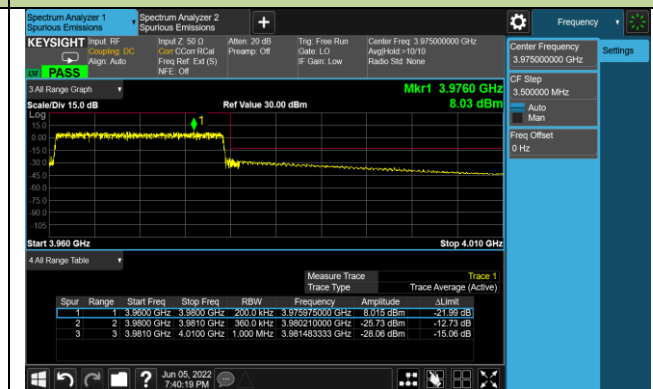 Spectrum Analyzer 1
Spurious Emissions
Spectrum Analyzer 2
Spurious Emissions
+
Frequency
KEYSIGHT
Input: RF
Coupling: DC
Align: Auto
Input Z: 50 Ω
Corr CCorr RCal
Freq Ref: Ext (S)
NFE: Off
Atten: 20 dB
Preamp: Off
Trig: Free Run
Gate: LO
IF Gain: Low
Center Freq: 3.975000000 GHz
Avg|Hold:>10/10
Radio Std: None
PASS
Center Frequency
3.975000000 GHz
Settings
CF Step
3.500000 MHz
Auto
Man
Freq Offset
0 Hz
3 All Range Graph
Mkr1 3.9760 GHz
8.03 dBm
Scale/Div 15.0 dB
Ref Value 30.00 dBm
Log
15.0
0.00
-15.0
-30.0
-45.0
-60.0
-75.0
-90.0
-105
1
Start 3.960 GHz
Stop 4.010 GHz
4 All Range Table
Measure Trace Trace 1
Trace Type Trace Average (Active)
Spur Range Start Freq Stop Freq RBW Frequency Amplitude ΔLimit
1 1 3.9600 GHz 3.9800 GHz 200.0 kHz 3.975975000 GHz 8.015 dBm -21.99 dB
2 2 3.9800 GHz 3.9810 GHz 360.0 kHz 3.980210000 GHz -25.73 dBm -12.73 dB
3 3 3.9810 GHz 4.0100 GHz 1.000 MHz 3.981483333 GHz -28.06 dBm -15.06 dB
?
Jun 05, 2022
7:40:19 PM